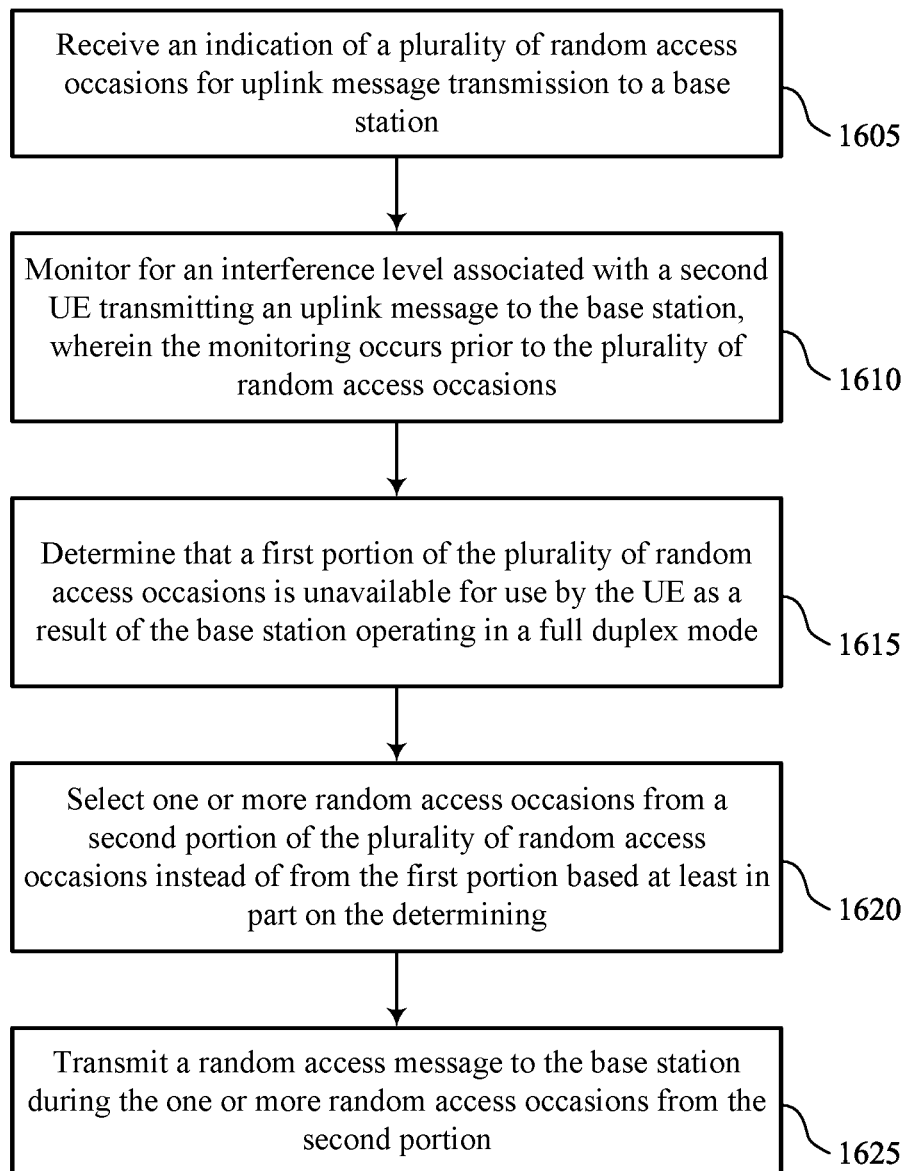 Receive an indication of a plurality of random access
occasions for uplink message transmission to a base
station
1605
Monitor for an interference level associated with a second
UE transmitting an uplink message to the base station,
wherein the monitoring occurs prior to the plurality of
random access occasions
1610
Determine that a first portion of the plurality of random
access occasions is unavailable for use by the UE as a
result of the base station operating in a full duplex mode
1615
Select one or more random access occasions from a
second portion of the plurality of random access
occasions instead of from the first portion based at least in
part on the determining
1620
Transmit a random access message to the base station
during the one or more random access occasions from the
second portion
1625